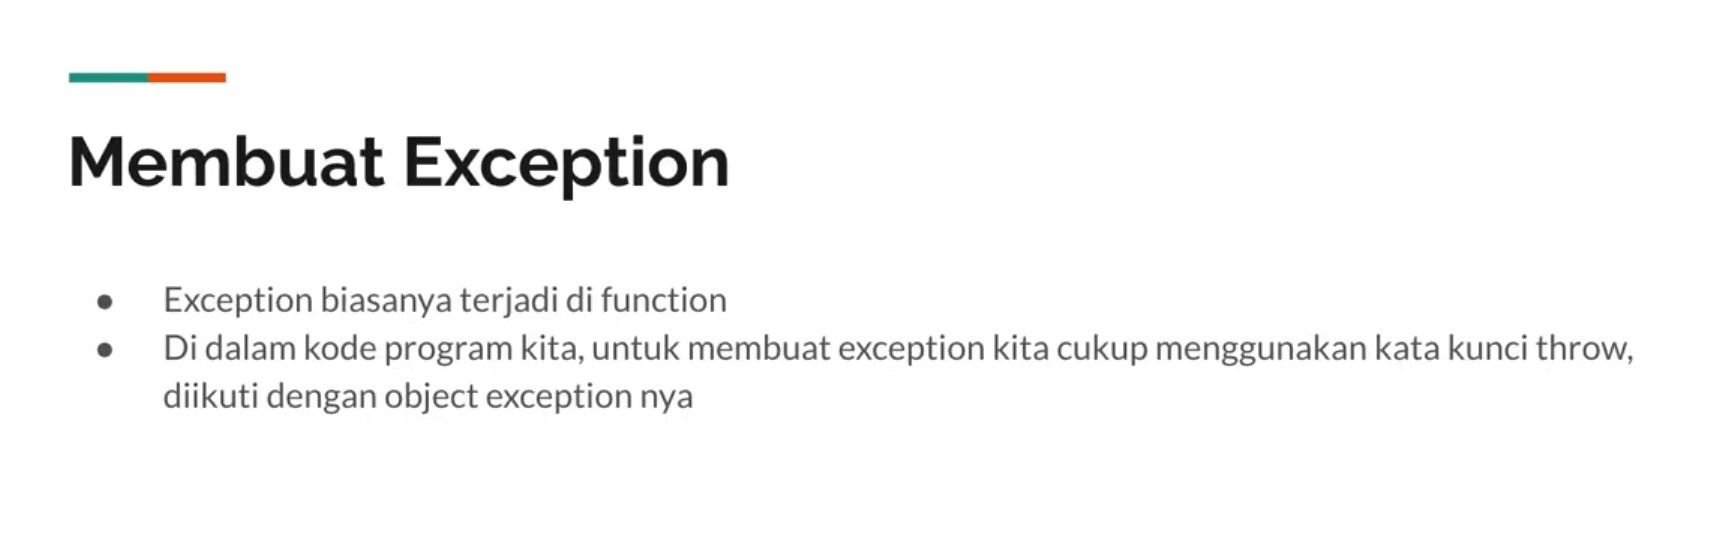 Membuat Exception
● Exception biasanya terjadi di function
● Di dalam kode program kita, untuk membuat exception kita cukup menggunakan kata kunci throw,
diikuti dengan object exception nya